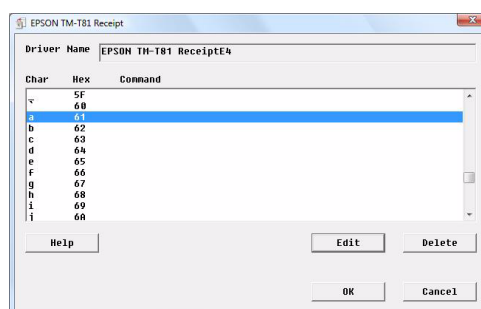 EPSON TM-T81 Receipt
Driver Name EPSON TM-T81 ReceiptE4
Char Hex Command
_ 5F
` 60
a 61
b 62
c 63
d 64
e 65
f 66
g 67
h 68
i 69
j 6A
Help Edit Delete
OK Cancel